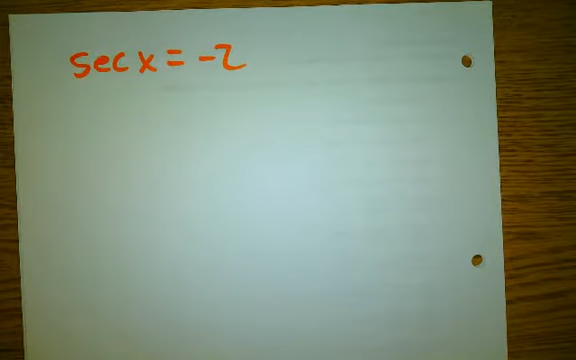 sec x = -2